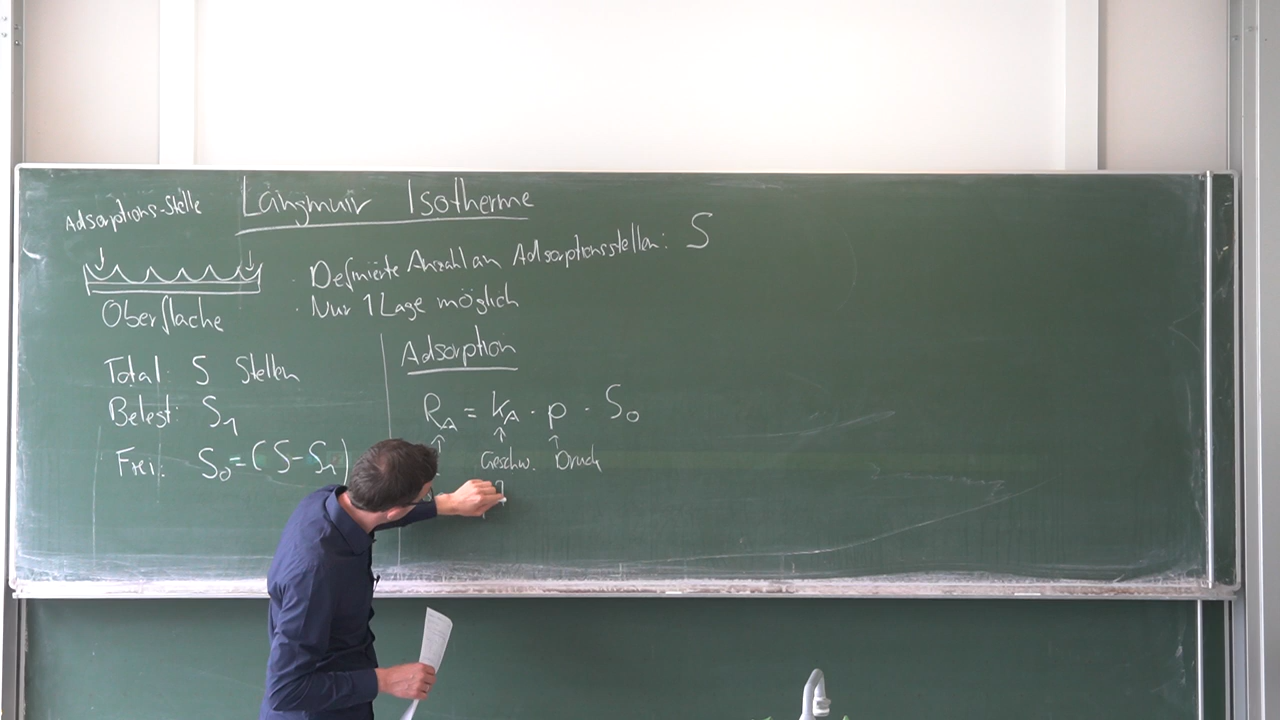 Langmuir Isotherme
Adsorptions-Stelle
Oberfläche
· Definierte Anzahl an Adsorptionsstellen: S
· Nur 1 Lage möglich
Total: S Stellen
Belegt: S₁
Frei: S₀ = (S - S₁)
Adsorption
R_A = k_A · p · S₀
Geschw. Druck